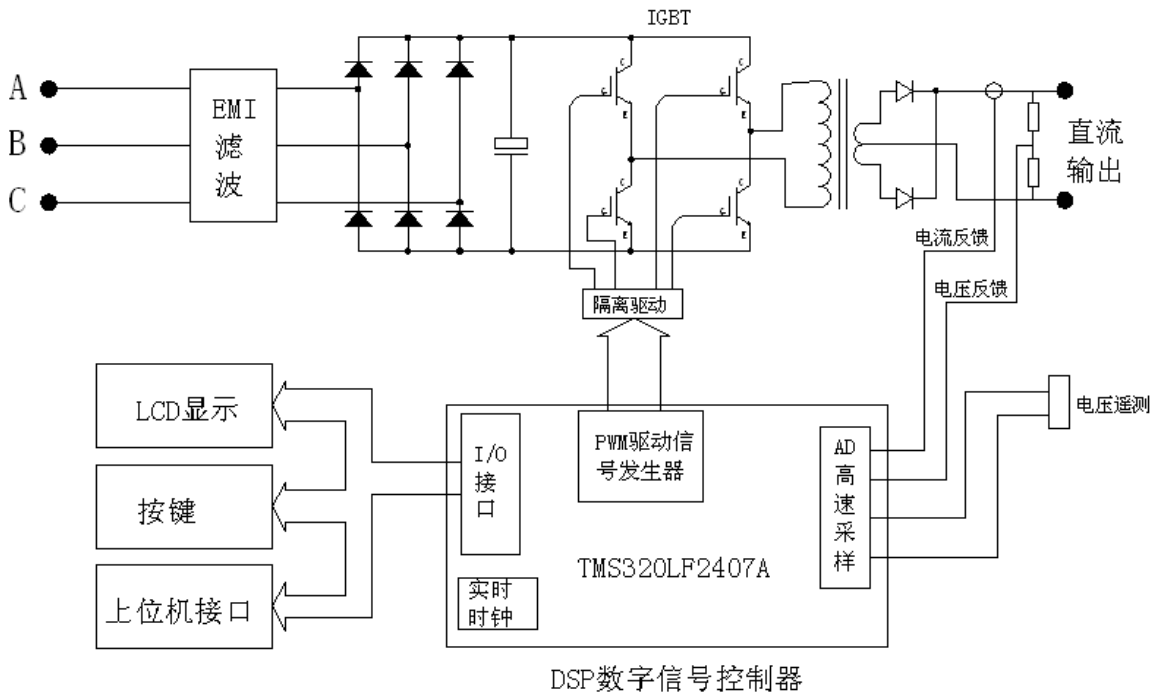 IGBT
A
B
C
EMI
滤
波
C
G
E
C
G
E
C
G
E
C
G
E
直流
输出
电流反馈
电压反馈
隔离驱动
LCD显示
按键
上位机接口
I/O
接
口
PWM驱动信
号发生器
AD
高
速
采
样
电压遥测
TMS320LF2407A
实时
时钟
DSP数字信号控制器